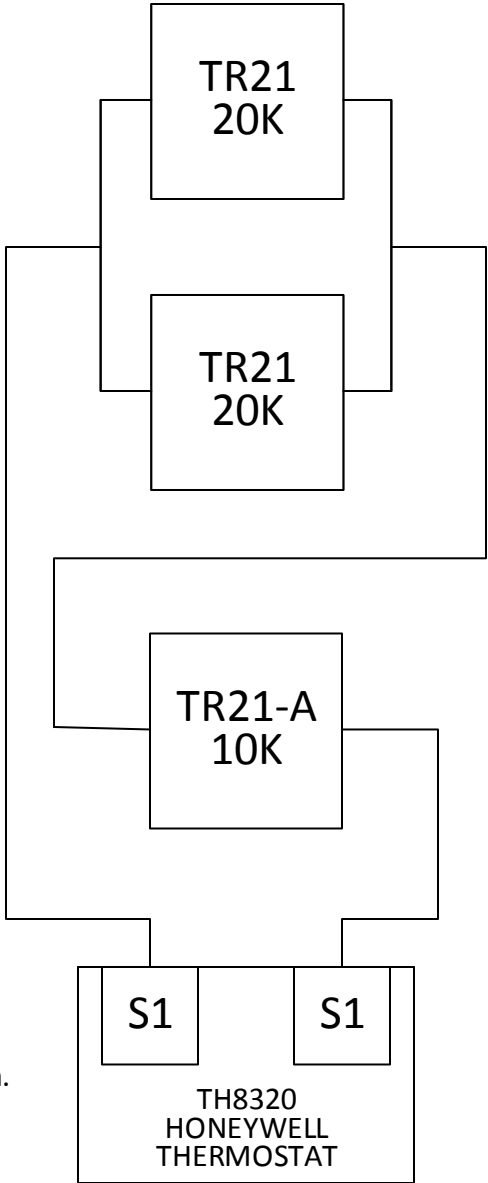 TR21
20K
TR21
20K
TR21-A
10K
S1 S1
TH8320
HONEYWELL
THERMOSTAT